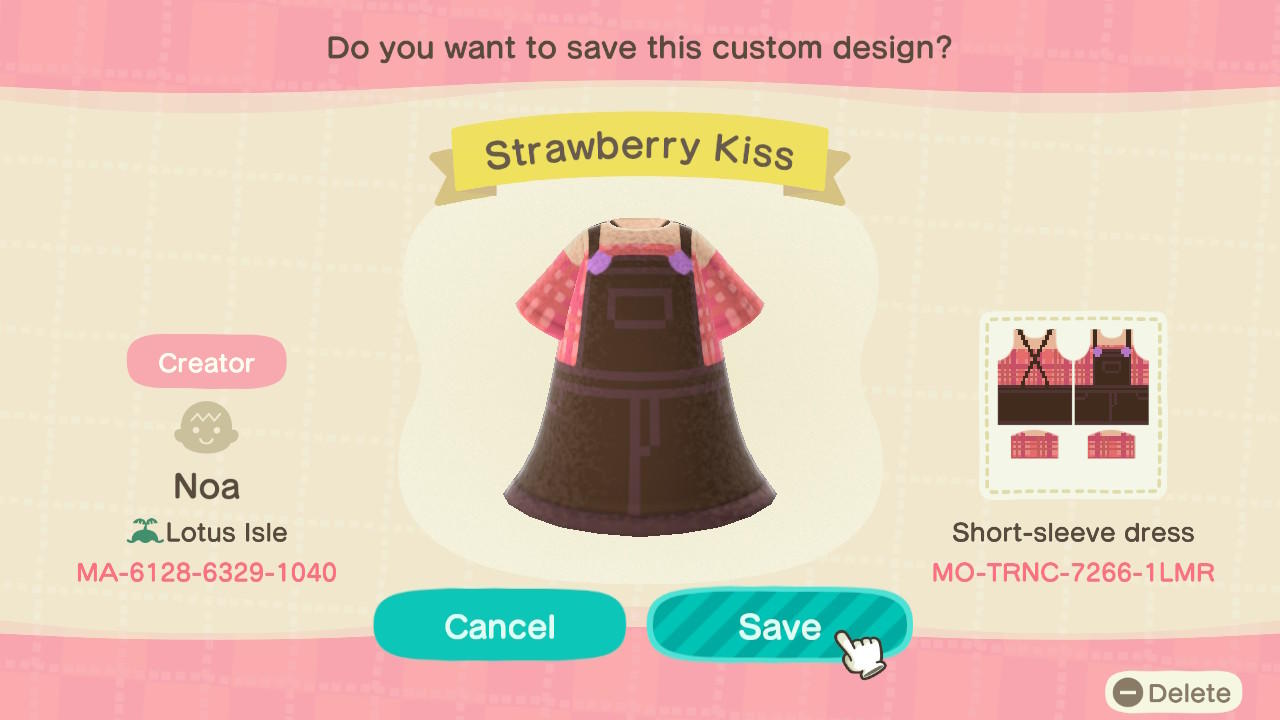 Do you want to save this custom design?
Strawberry Kiss
Creator
Noa
Lotus Isle
MA-6128-6329-1040
Short-sleeve dress
MO-TRNC-7266-1LMR
Cancel
Save
Delete